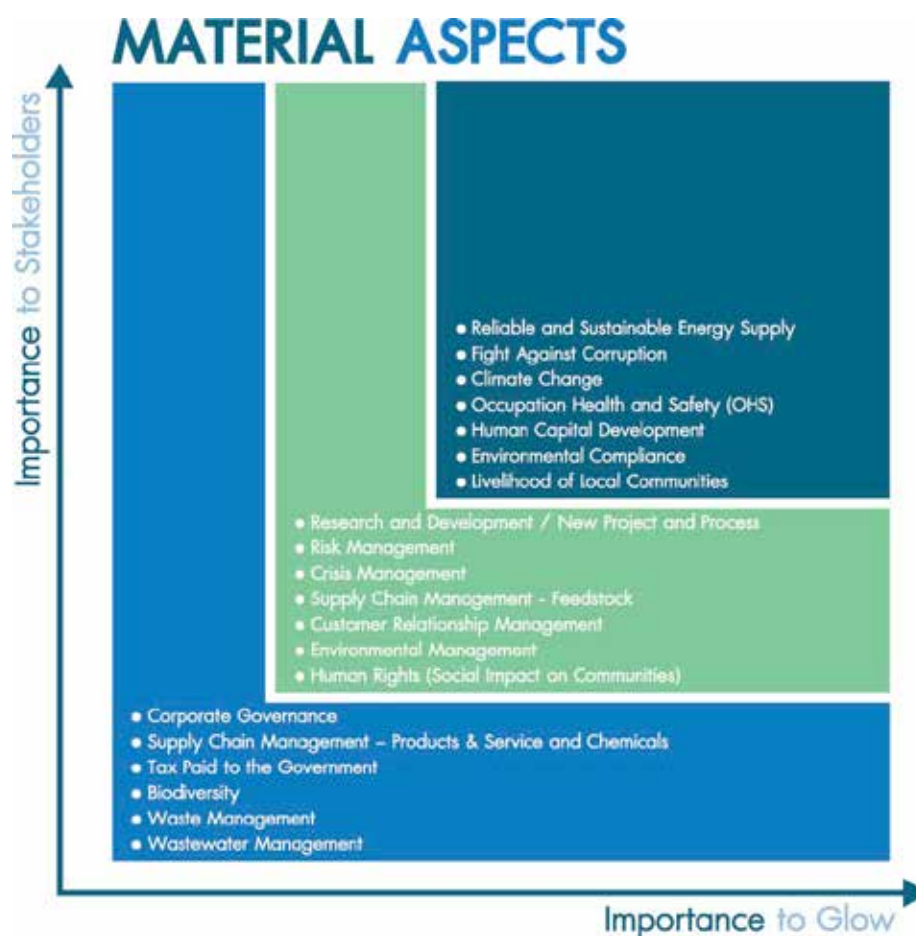 MATERIAL ASPECTS
Importance to Stakeholders
● Reliable and Sustainable Energy Supply
● Fight Against Corruption
● Climate Change
● Occupation Health and Safety (OHS)
● Human Capital Development
● Environmental Compliance
● Livelihood of Local Communities
● Research and Development / New Project and Process
● Risk Management
● Crisis Management
● Supply Chain Management - Feedstock
● Customer Relationship Management
● Environmental Management
● Human Rights (Social Impact on Communities)
● Corporate Governance
● Supply Chain Management – Products & Service and Chemicals
● Tax Paid to the Government
● Biodiversity
● Waste Management
● Wastewater Management
Importance to Glow